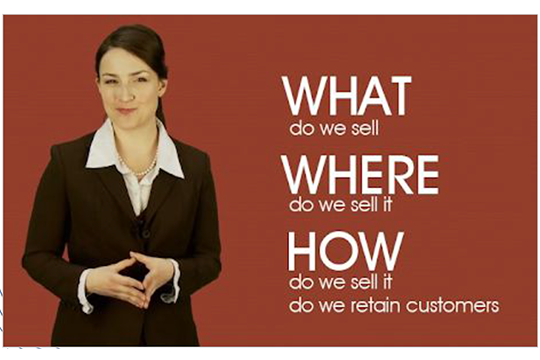 WHAT
do we sell
WHERE
do we sell it
HOW
do we sell it
do we retain customers